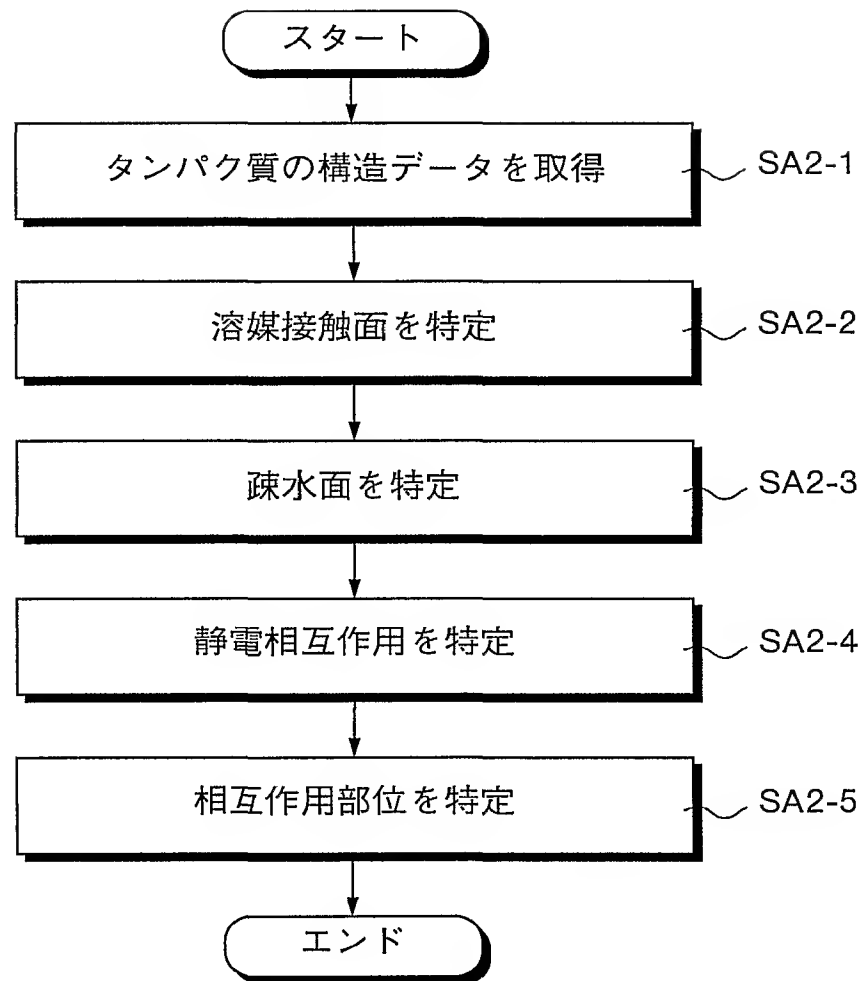 スタート
タンパク質の構造データを取得
SA2-1
溶媒接触面を特定
SA2-2
疎水面を特定
SA2-3
静電相互作用を特定
SA2-4
相互作用部位を特定
SA2-5
エンド